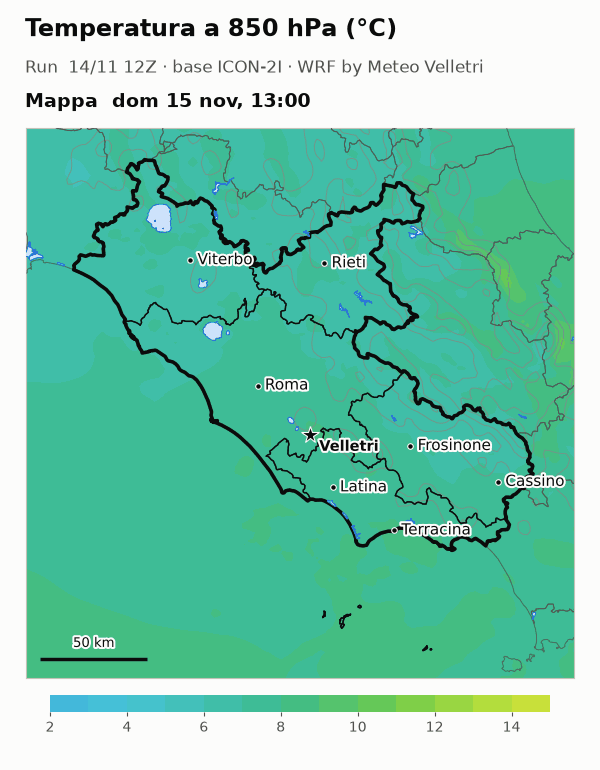 Temperatura a 850 hPa (°C)
Run  14/11 12Z · base ICON-2I · WRF by Meteo Velletri
Mappa  dom 15 nov, 13:00
Viterbo
Rieti
Roma
Velletri
Frosinone
Latina
Cassino
Terracina
50 km
2 4 6 8 10 12 14